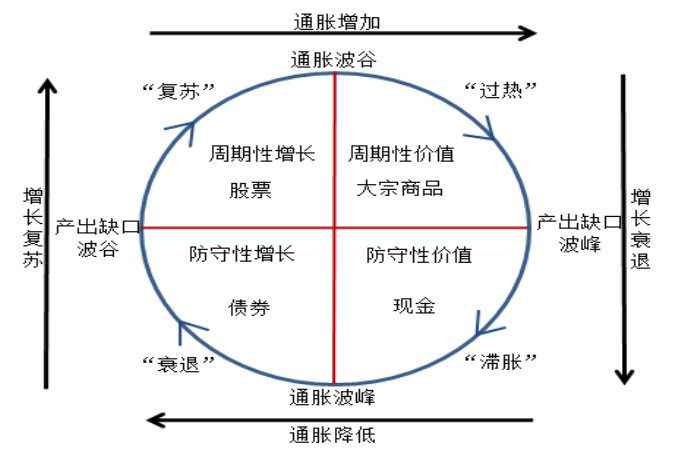 通胀增加
通胀波谷
“复苏”
“过热”
周期性增长
股票
周期性价值
大宗商品
增长复苏
产出缺口
波谷
产出缺口
波峰
增长衰退
防守性增长
债券
防守性价值
现金
“衰退”
“滞胀”
通胀波峰
通胀降低